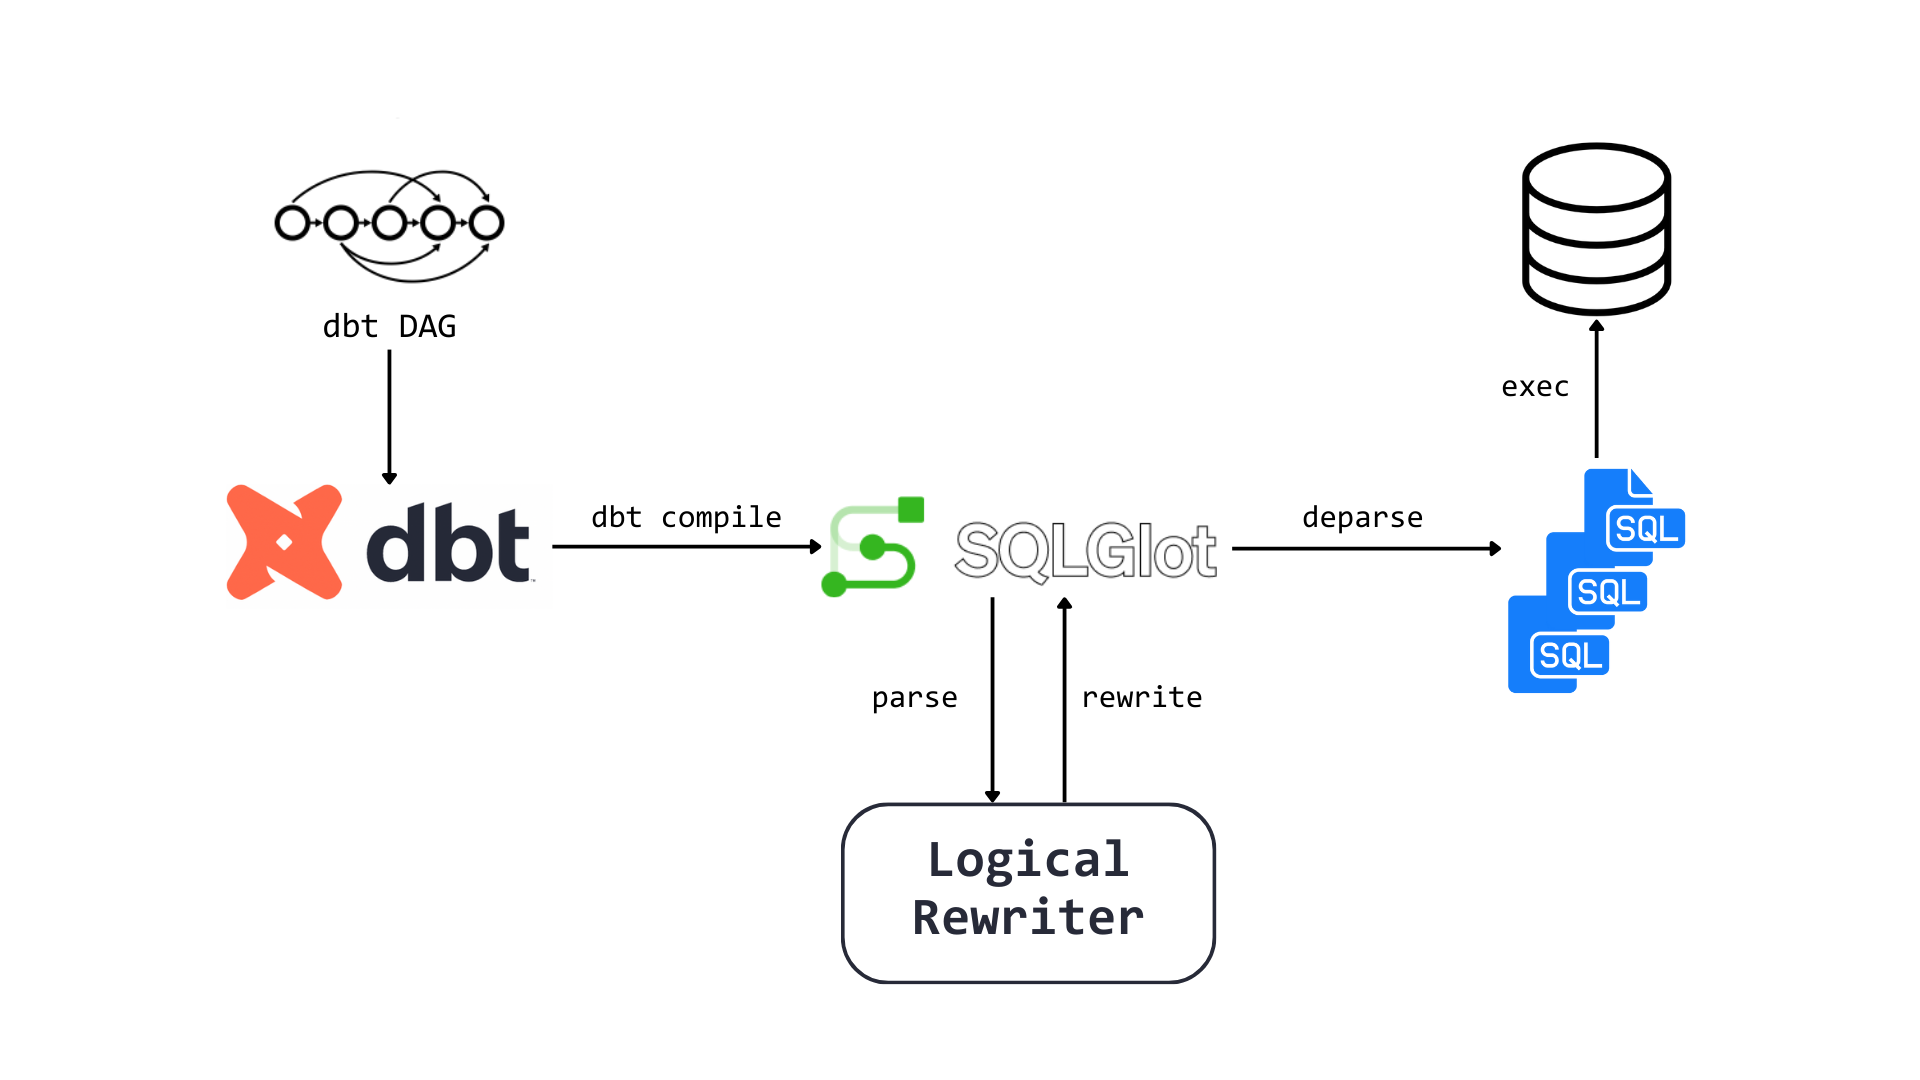 dbt DAG
exec
dbt
dbt compile
SQLGlot
deparse
SQL
SQL
SQL
parse
rewrite
Logical
Rewriter